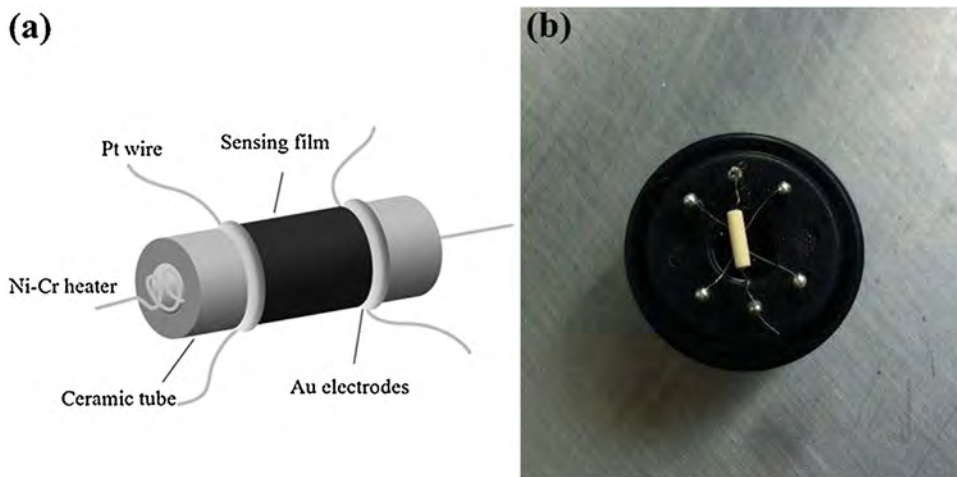 (a)
Pt wire
Sensing film
Ni-Cr heater
Ceramic tube
Au electrodes
(b)